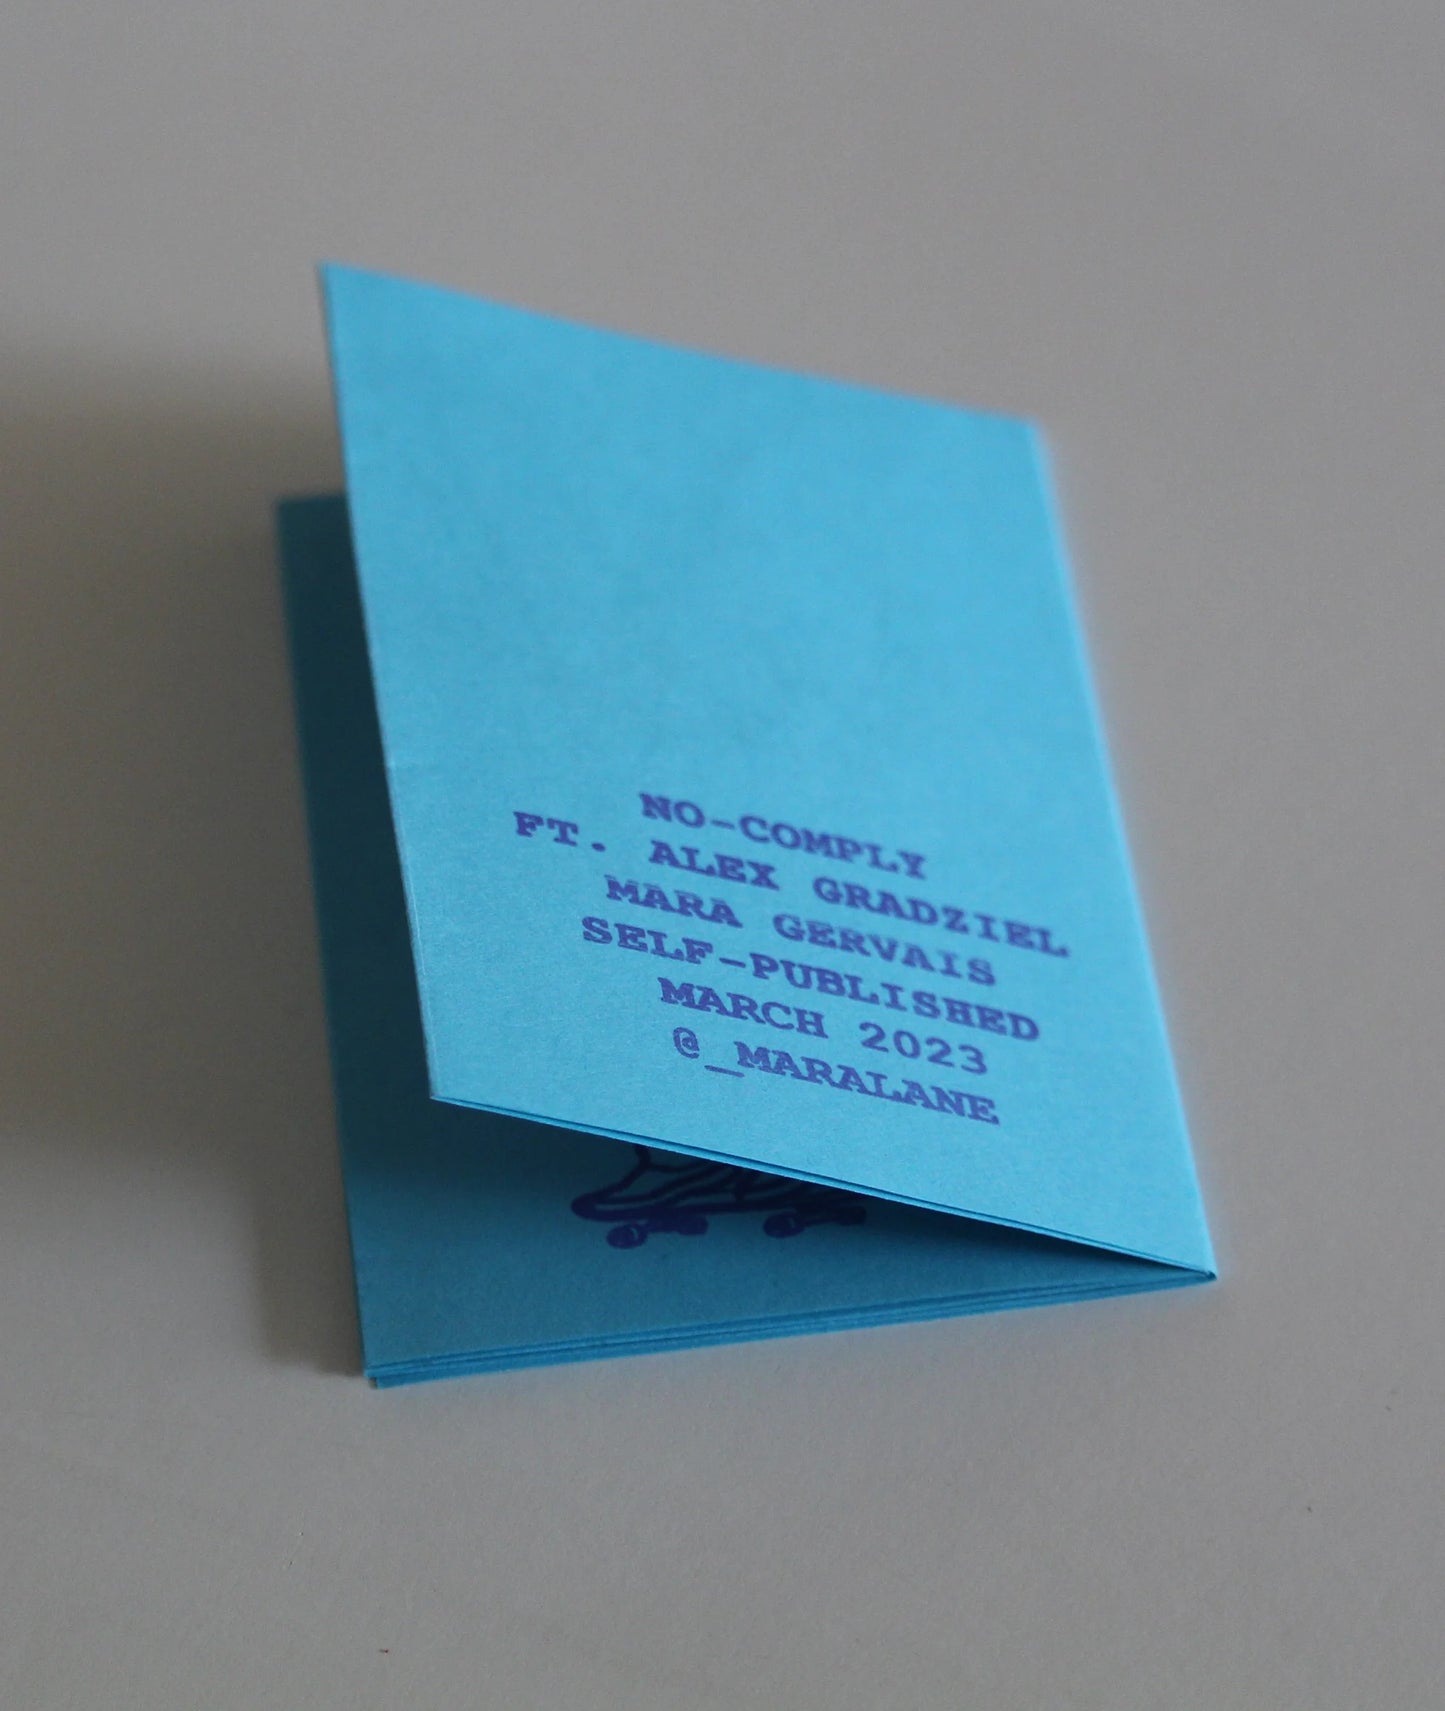 NO-COMPLY
FT. ALEX GRADZIEL
MARA GERVAIS
SELF-PUBLISHED
MARCH 2023
@_MARALANE